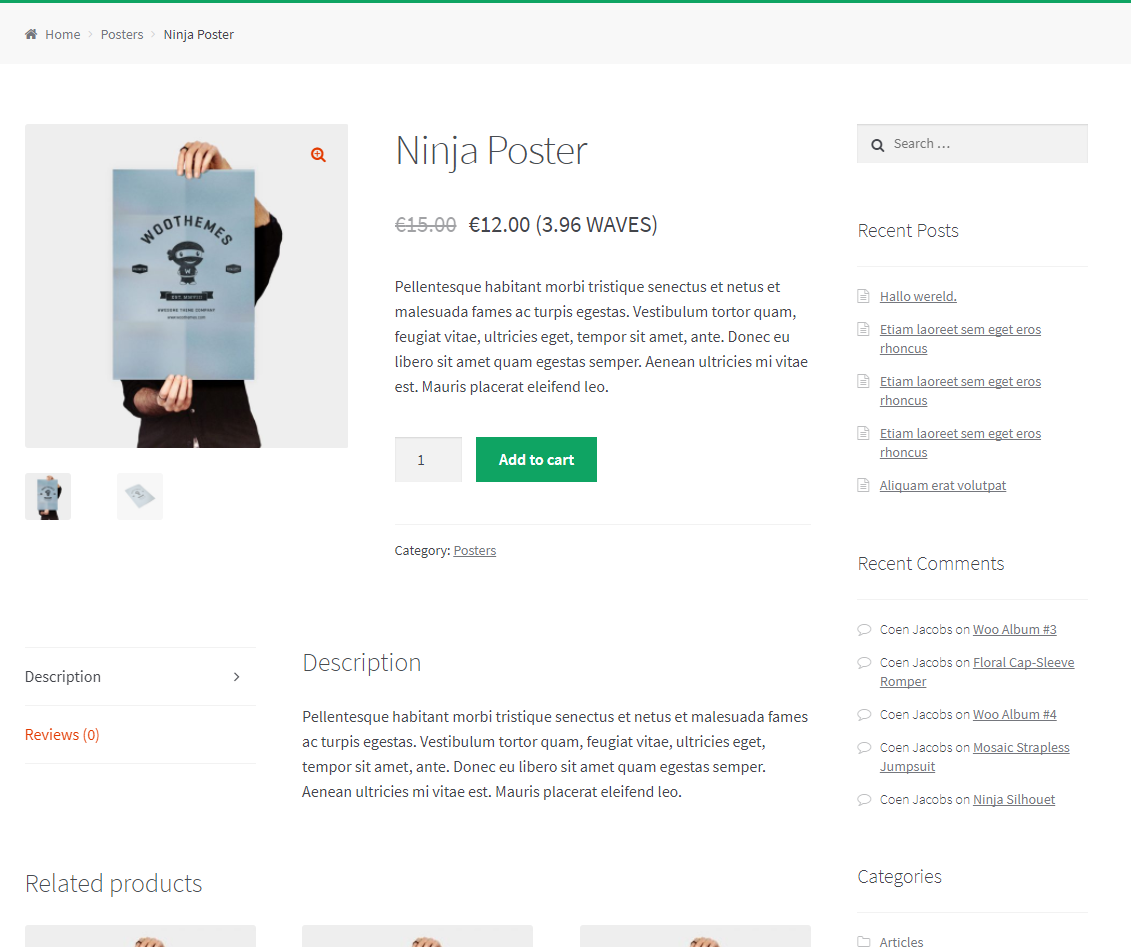 Home › Posters › Ninja Poster
WOOTHEMES
W
EST. MMVIII
AWESOME THEME COMPANY
www.woothemes.com
Ninja Poster
€15.00 €12.00 (3.96 WAVES)
Pellentesque habitant morbi tristique senectus et netus et
malesuada fames ac turpis egestas. Vestibulum tortor quam,
feugiat vitae, ultricies eget, tempor sit amet, ante. Donec eu
libero sit amet quam egestas semper. Aenean ultricies mi vitae
est. Mauris placerat eleifend leo.
1
Add to cart
Category: Posters
Description
Reviews (0)
Description
Pellentesque habitant morbi tristique senectus et netus et malesuada fames
ac turpis egestas. Vestibulum tortor quam, feugiat vitae, ultricies eget,
tempor sit amet, ante. Donec eu libero sit amet quam egestas semper.
Aenean ultricies mi vitae est. Mauris placerat eleifend leo.
Related products
Search …
Recent Posts
Hallo wereld.
Etiam laoreet sem eget eros
rhoncus
Etiam laoreet sem eget eros
rhoncus
Etiam laoreet sem eget eros
rhoncus
Aliquam erat volutpat
Recent Comments
Coen Jacobs on Woo Album #3
Coen Jacobs on Floral Cap-Sleeve
Romper
Coen Jacobs on Woo Album #4
Coen Jacobs on Mosaic Strapless
Jumpsuit
Coen Jacobs on Ninja Silhouet
Categories
Articles